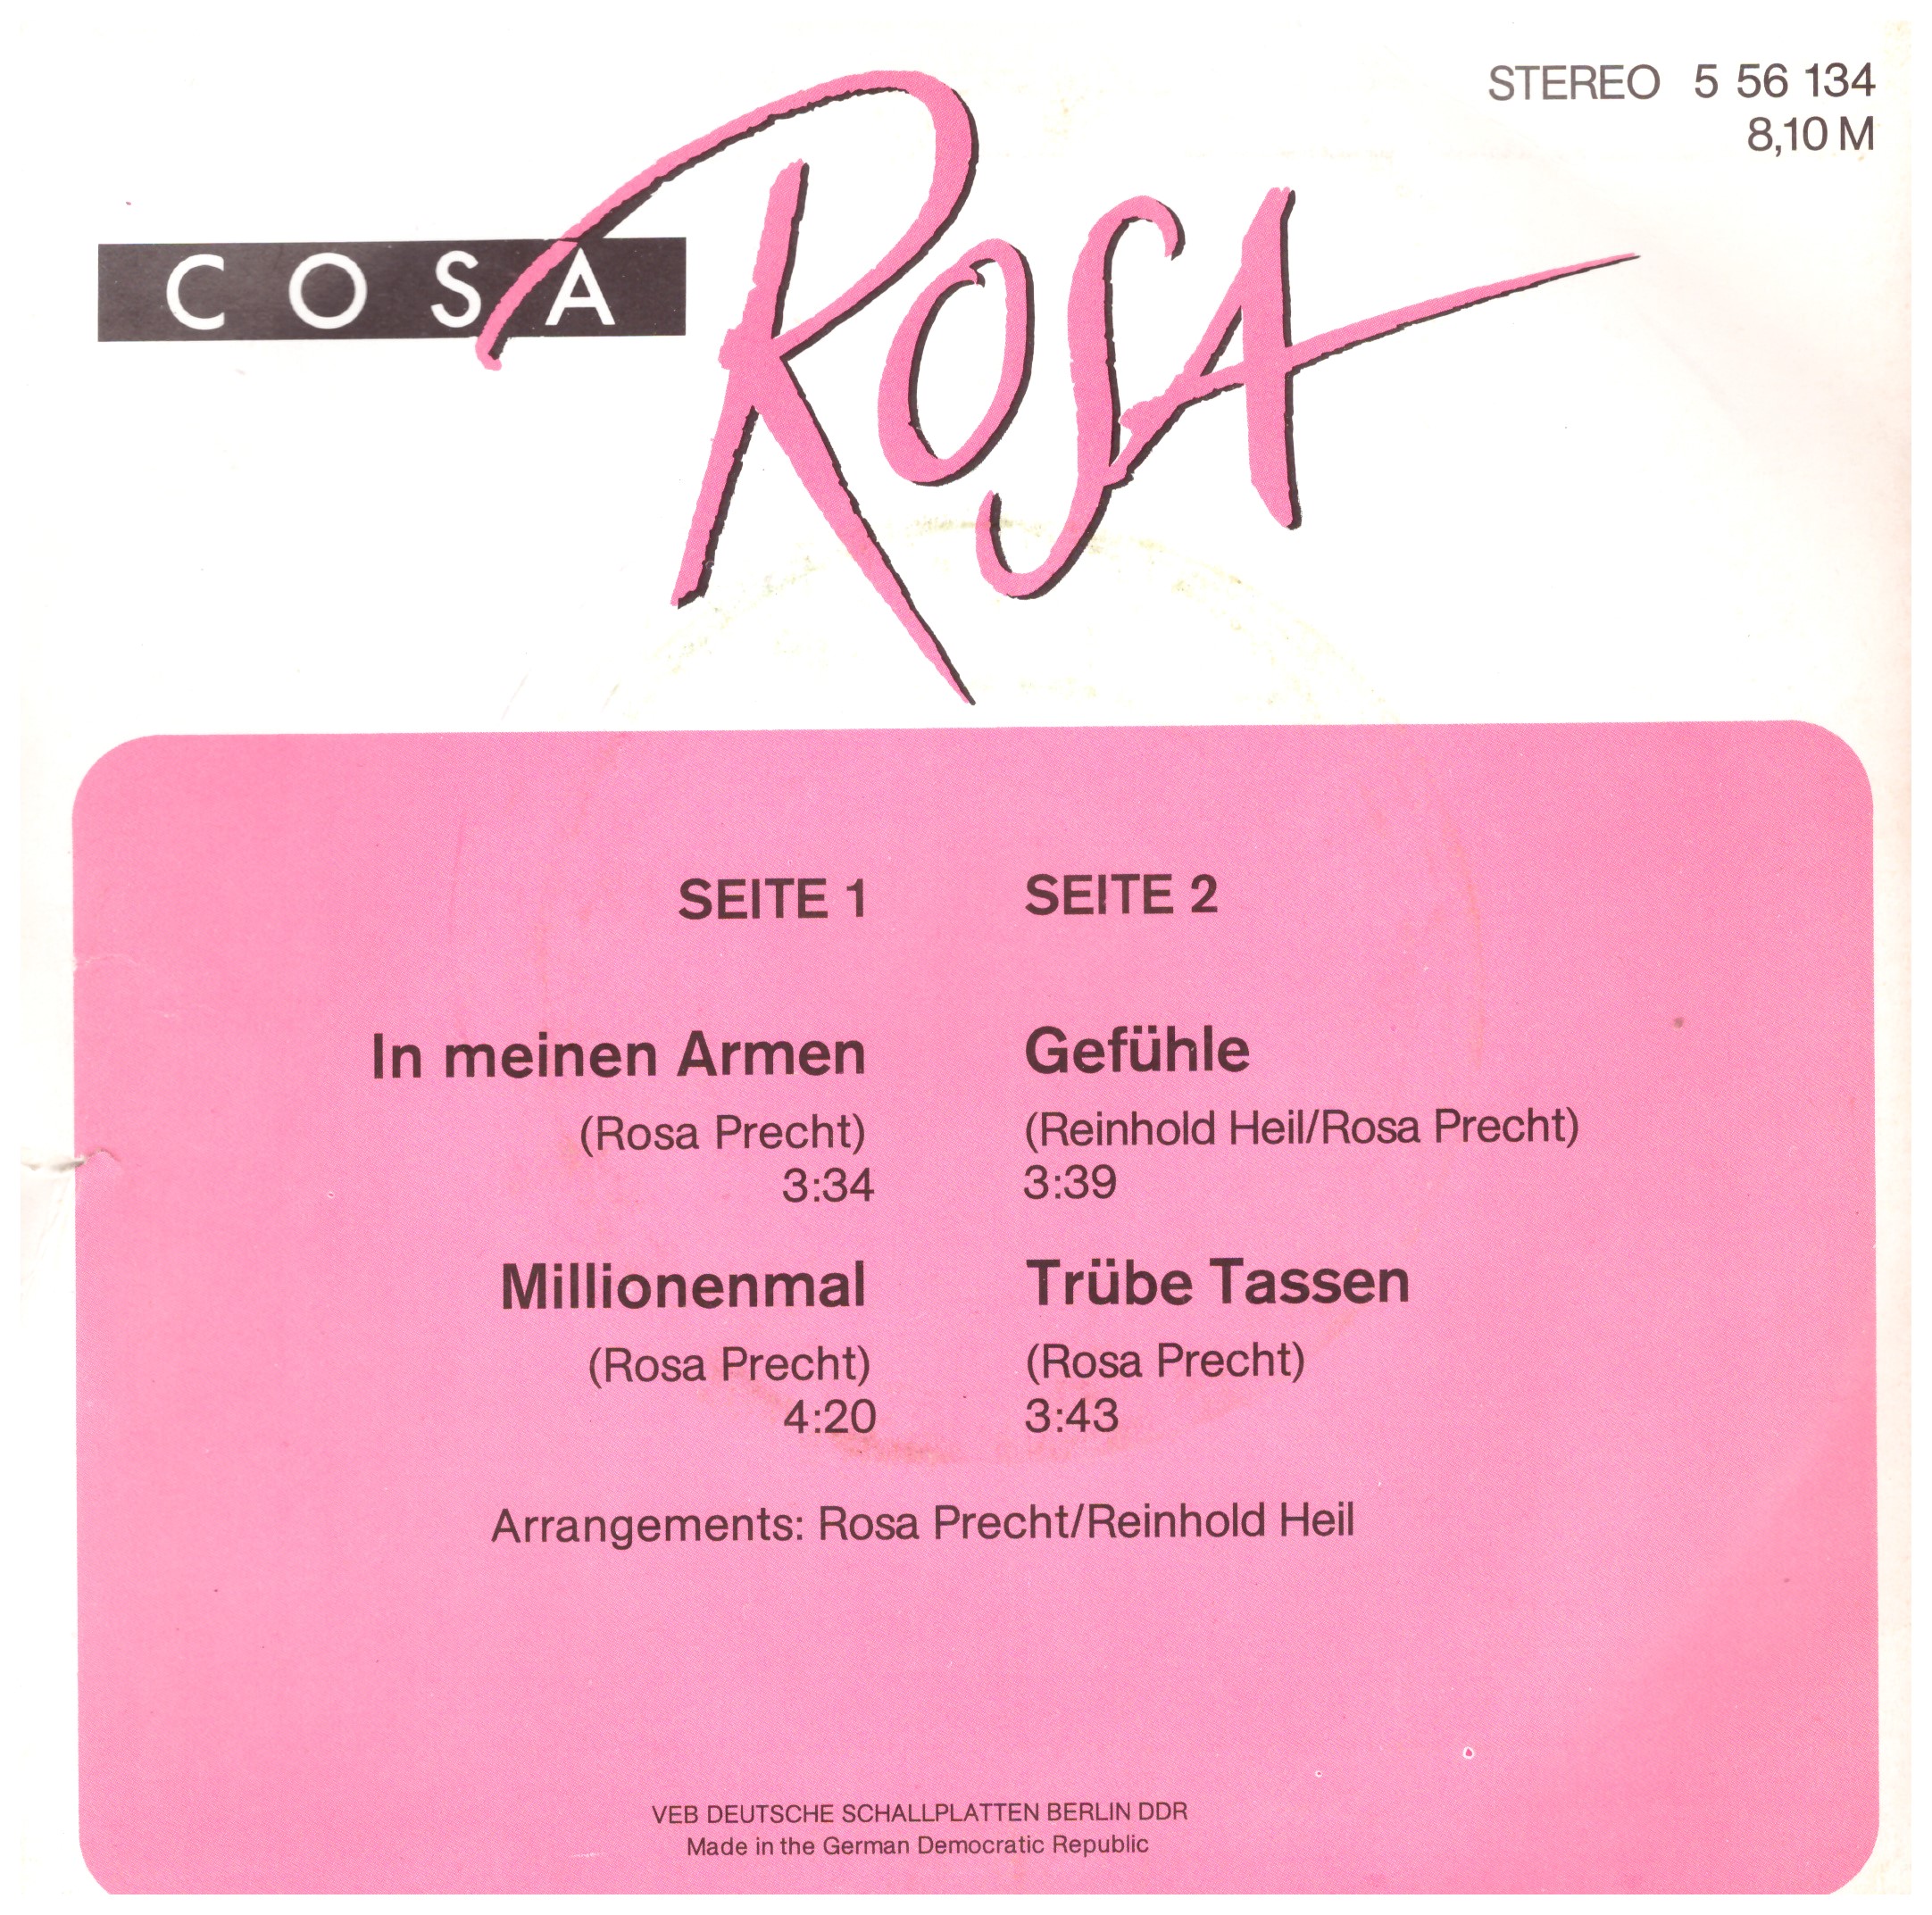 STEREO 5 56 134
8,10 M
COSA ROSA
SEITE 1
In meinen Armen
(Rosa Precht)
3:34
Millionenmal
(Rosa Precht)
4:20
SEITE 2
Gefühle
(Reinhold Heil/Rosa Precht)
3:39
Trübe Tassen
(Rosa Precht)
3:43
Arrangements: Rosa Precht/Reinhold Heil
VEB DEUTSCHE SCHALLPLATTEN BERLIN DDR
Made in the German Democratic Republic